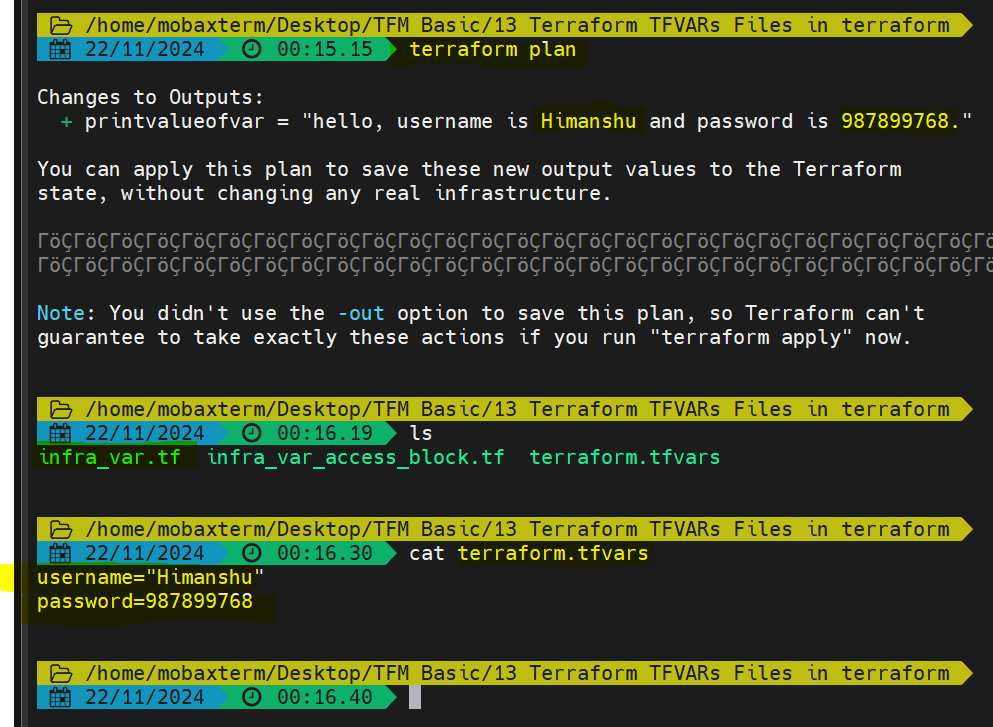 /home/mobaxterm/Desktop/TFM Basic/13 Terraform TFVARs Files in terraform
22/11/2024 00:15.15 terraform plan
Changes to Outputs:
+ printvalueofvar = "hello, username is Himanshu and password is 987899768."
You can apply this plan to save these new output values to the Terraform
state, without changing any real infrastructure.
ΓöÇΓöÇΓöÇΓöÇΓöÇΓöÇΓöÇΓöÇΓöÇΓöÇΓöÇΓöÇΓöÇΓöÇΓöÇΓöÇΓöÇΓöÇΓöÇΓöÇΓöÇΓöÇΓöÇΓöÇΓöÇΓöÇΓö
ΓöÇΓöÇΓöÇΓöÇΓöÇΓöÇΓöÇΓöÇΓöÇΓöÇΓöÇΓöÇΓöÇΓöÇΓöÇΓöÇΓöÇΓöÇΓöÇΓöÇΓöÇΓöÇΓöÇΓöÇΓöÇΓöÇΓö
Note: You didn't use the -out option to save this plan, so Terraform can't
guarantee to take exactly these actions if you run "terraform apply" now.
/home/mobaxterm/Desktop/TFM Basic/13 Terraform TFVARs Files in terraform
22/11/2024 00:16.19 ls
infra_var.tf infra_var_access_block.tf terraform.tfvars
/home/mobaxterm/Desktop/TFM Basic/13 Terraform TFVARs Files in terraform
22/11/2024 00:16.30 cat terraform.tfvars
username="Himanshu"
password=987899768
/home/mobaxterm/Desktop/TFM Basic/13 Terraform TFVARs Files in terraform
22/11/2024 00:16.40